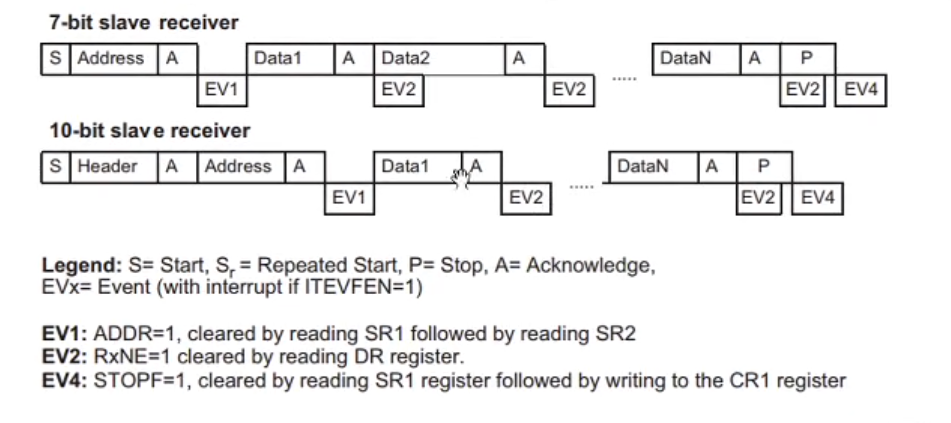 7-bit slave receiver
S Address A Data1 A Data2 A ..... DataN A P
EV1 EV2 EV2 EV2 EV4
10-bit slave receiver
S Header A Address A Data1 A ..... DataN A P
EV1 EV2 EV2 EV4
Legend: S= Start, Sr = Repeated Start, P= Stop, A= Acknowledge,
EVx= Event (with interrupt if ITEVFEN=1)
EV1: ADDR=1, cleared by reading SR1 followed by reading SR2
EV2: RxNE=1 cleared by reading DR register.
EV4: STOPF=1, cleared by reading SR1 register followed by writing to the CR1 register